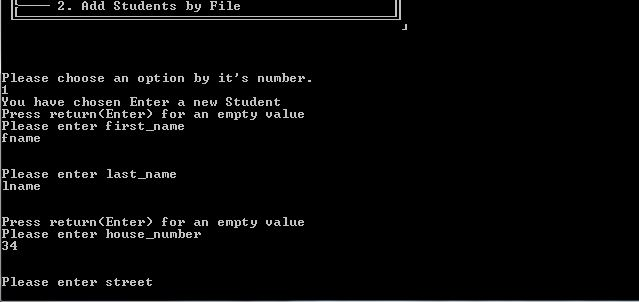 2. Add Students by File
Please choose an option by it's number.
1
You have chosen Enter a new Student
Press return(Enter) for an empty value
Please enter first_name
fname
Please enter last_name
lname
Press return(Enter) for an empty value
Please enter house_number
34
Please enter street